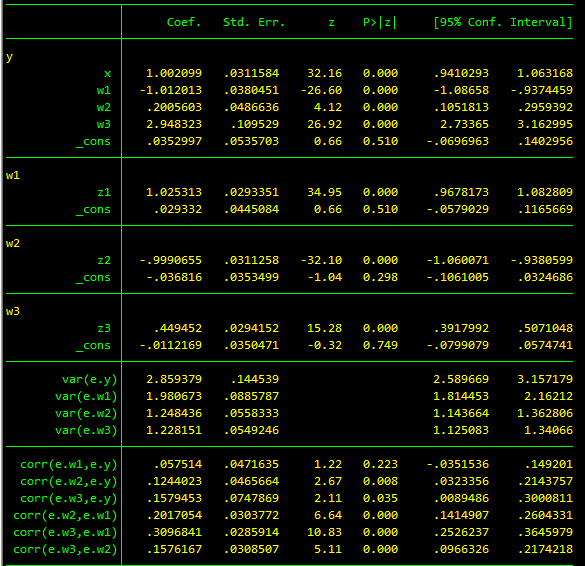 Coef. Std. Err. z P>|z| [95% Conf. Interval]
y
x 1.002099 .0311584 32.16 0.000 .9410293 1.063168
w1 -1.012013 .0380451 -26.60 0.000 -1.08658 -.9374459
w2 .2005603 .0486636 4.12 0.000 .1051813 .2959392
w3 2.948323 .109529 26.92 0.000 2.73365 3.162995
_cons .0352997 .0535703 0.66 0.510 -.0696963 .1402956
w1
z1 1.025313 .0293351 34.95 0.000 .9678173 1.082809
_cons .029332 .0445084 0.66 0.510 -.0579029 .1165669
w2
z2 -.9990655 .0311258 -32.10 0.000 -1.060071 -.9380599
_cons -.036816 .0353499 -1.04 0.298 -.1061005 .0324686
w3
z3 .449452 .0294152 15.28 0.000 .3917992 .5071048
_cons -.0112169 .0350471 -0.32 0.749 -.0799079 .0574741
var(e.y) 2.859379 .144539 2.589669 3.157179
var(e.w1) 1.980673 .0885787 1.814453 2.16212
var(e.w2) 1.248436 .0558333 1.143664 1.362806
var(e.w3) 1.228151 .0549246 1.125083 1.34066
corr(e.w1,e.y) .057514 .0471635 1.22 0.223 -.0351536 .149201
corr(e.w2,e.y) .1244023 .0465664 2.67 0.008 .0323356 .2143757
corr(e.w3,e.y) .1579453 .0747869 2.11 0.035 .0089486 .3000811
corr(e.w2,e.w1) .2017054 .0303772 6.64 0.000 .1414907 .2604331
corr(e.w3,e.w1) .3096841 .0285914 10.83 0.000 .2526237 .3645979
corr(e.w3,e.w2) .1576167 .0308507 5.11 0.000 .0966326 .2174218